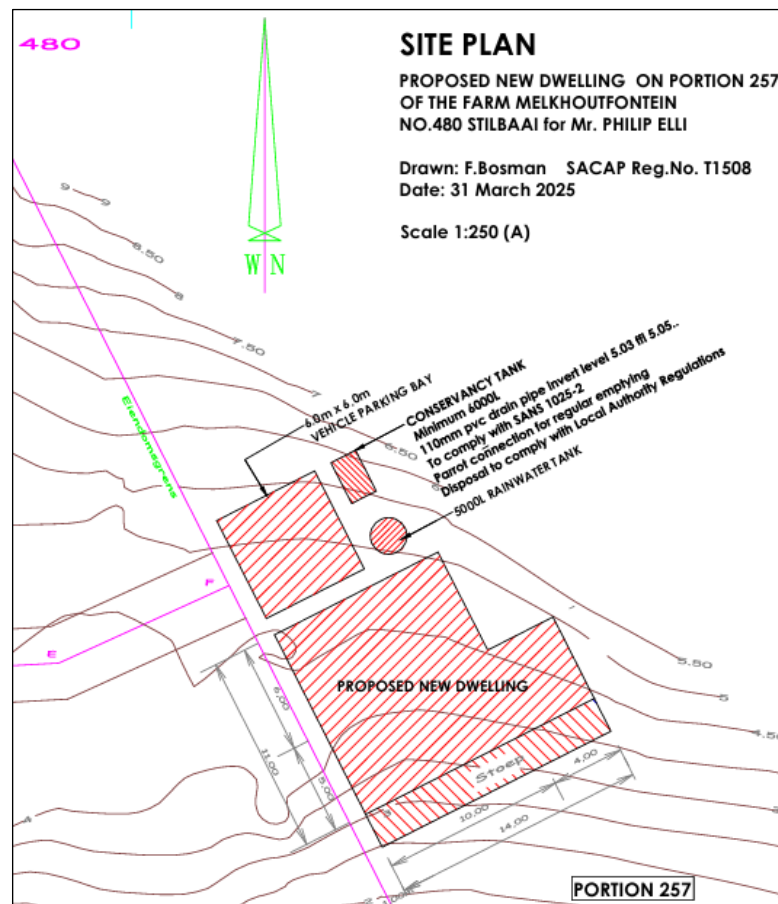 480
SITE PLAN
PROPOSED NEW DWELLING ON PORTION 257
OF THE FARM MELKHOUTFONTEIN
NO.480 STILBAAI for Mr. PHILIP ELLI
Drawn: F.Bosman SACAP Reg.No. T1508
Date: 31 March 2025
Scale 1:250 (A)
W N
9
9
8.50
8
7.50
7
6.50
6.0m x 6.0m
VEHICLE PARKING BAY
CONSERVANCY TANK
Minimum 6000L
110mm pvc drain pipe invert level 5.03 ffl 5.05..
To comply with SANS 1025-2
Parrot connection for regular emptying
Disposal to comply with Local Authority Regulations
5000L RAINWATER TANK
Eiendomsgrens
F
E
5.50
5
4.50
PROPOSED NEW DWELLING
6,00
11,00
5,00
Stoep
4,00
10,00
14,00
4
3
PORTION 257